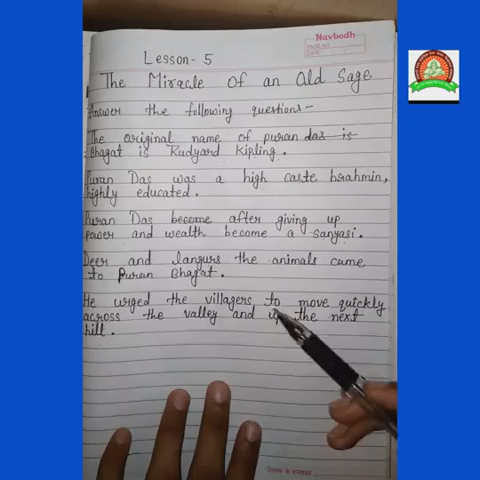 Navbodh
PAGE NO.
DATE
Lesson - 5
The Miracle of an Old Sage
Answer the following questions-
The original name of puran das is
Bhagat is Rudyard Kipling.
Puran Das was a high caste brahmin,
highly educated.
Puran Das become after giving up
power and wealth become a sanyasi.
Deer and langurs the animals came
to Puran Bhagat.
He urged the villagers to move quickly
across the valley and up the next
hill.